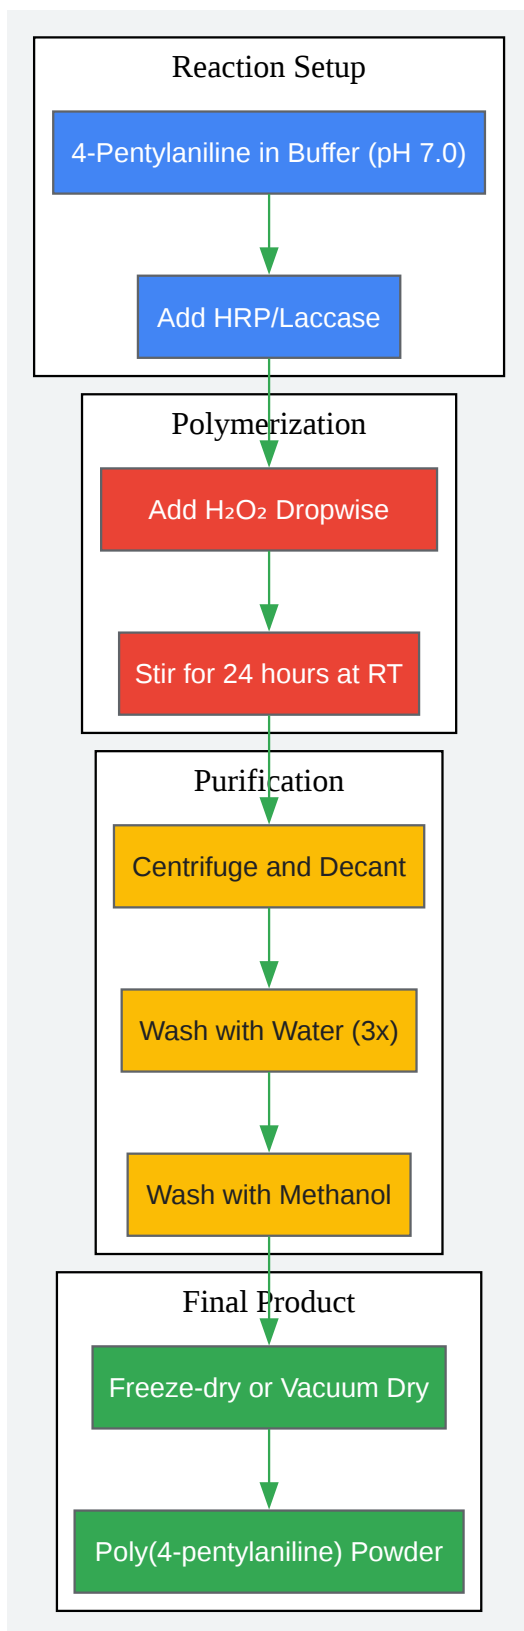 Reaction Setup
4-Pentylaniline in Buffer (pH 7.0)
Add HRP/Laccase
Polymerization
Add H₂O₂ Dropwise
Stir for 24 hours at RT
Purification
Centrifuge and Decant
Wash with Water (3x)
Wash with Methanol
Final Product
Freeze-dry or Vacuum Dry
Poly(4-pentylaniline) Powder